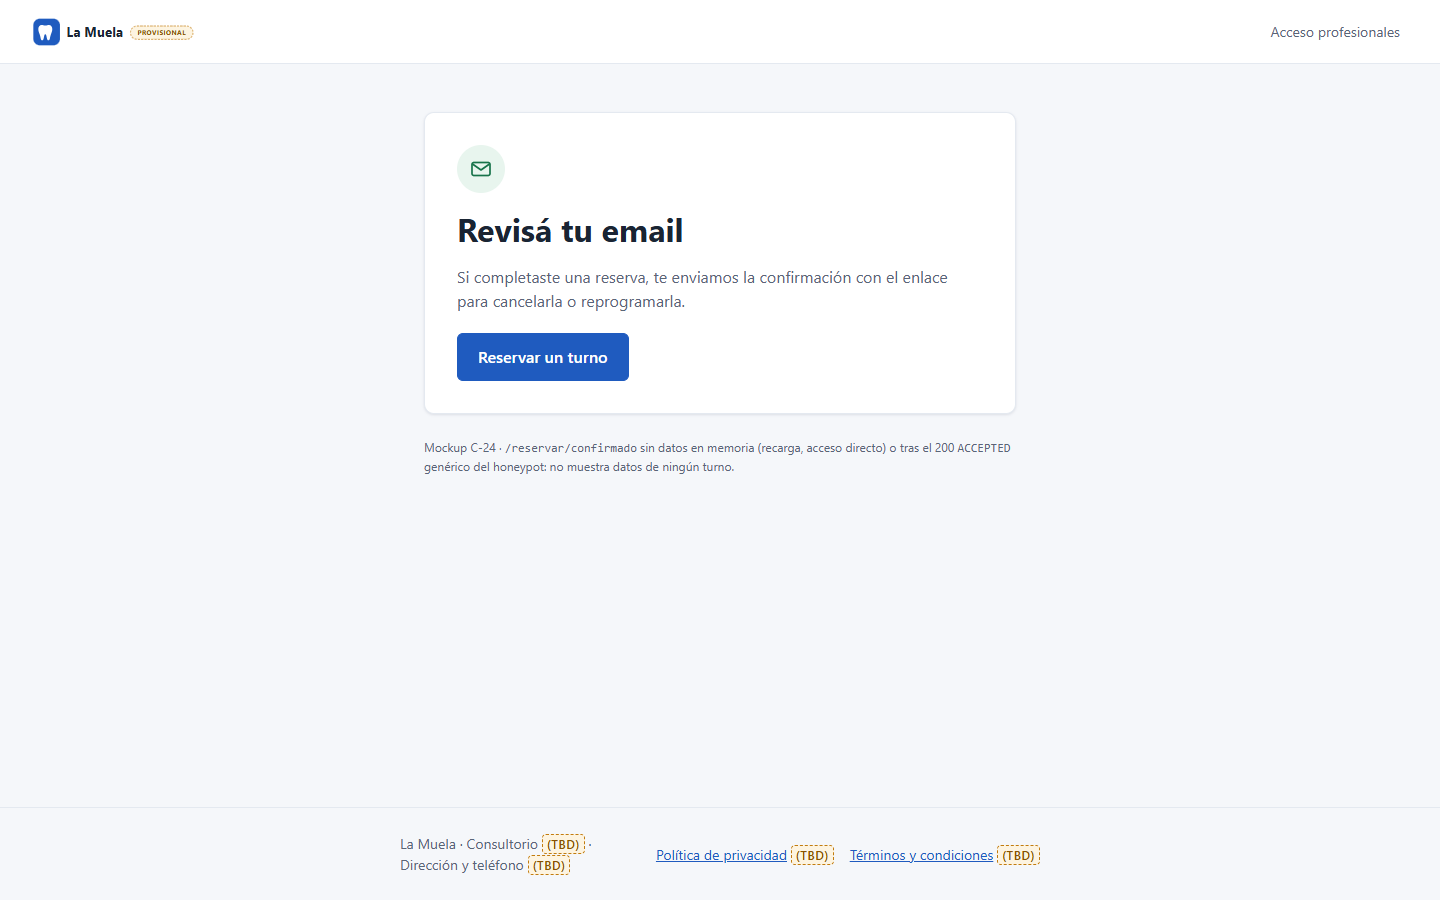 La Muela PROVISIONAL
Acceso profesionales
Revisá tu email
Si completaste una reserva, te enviamos la confirmación con el enlace
para cancelarla o reprogramarla.
Reservar un turno
Mockup C-24 · /reservar/confirmado sin datos en memoria (recarga, acceso directo) o tras el 200 ACCEPTED
genérico del honeypot: no muestra datos de ningún turno.
La Muela · Consultorio (TBD) ·
Dirección y teléfono (TBD)
Política de privacidad (TBD) Términos y condiciones (TBD)